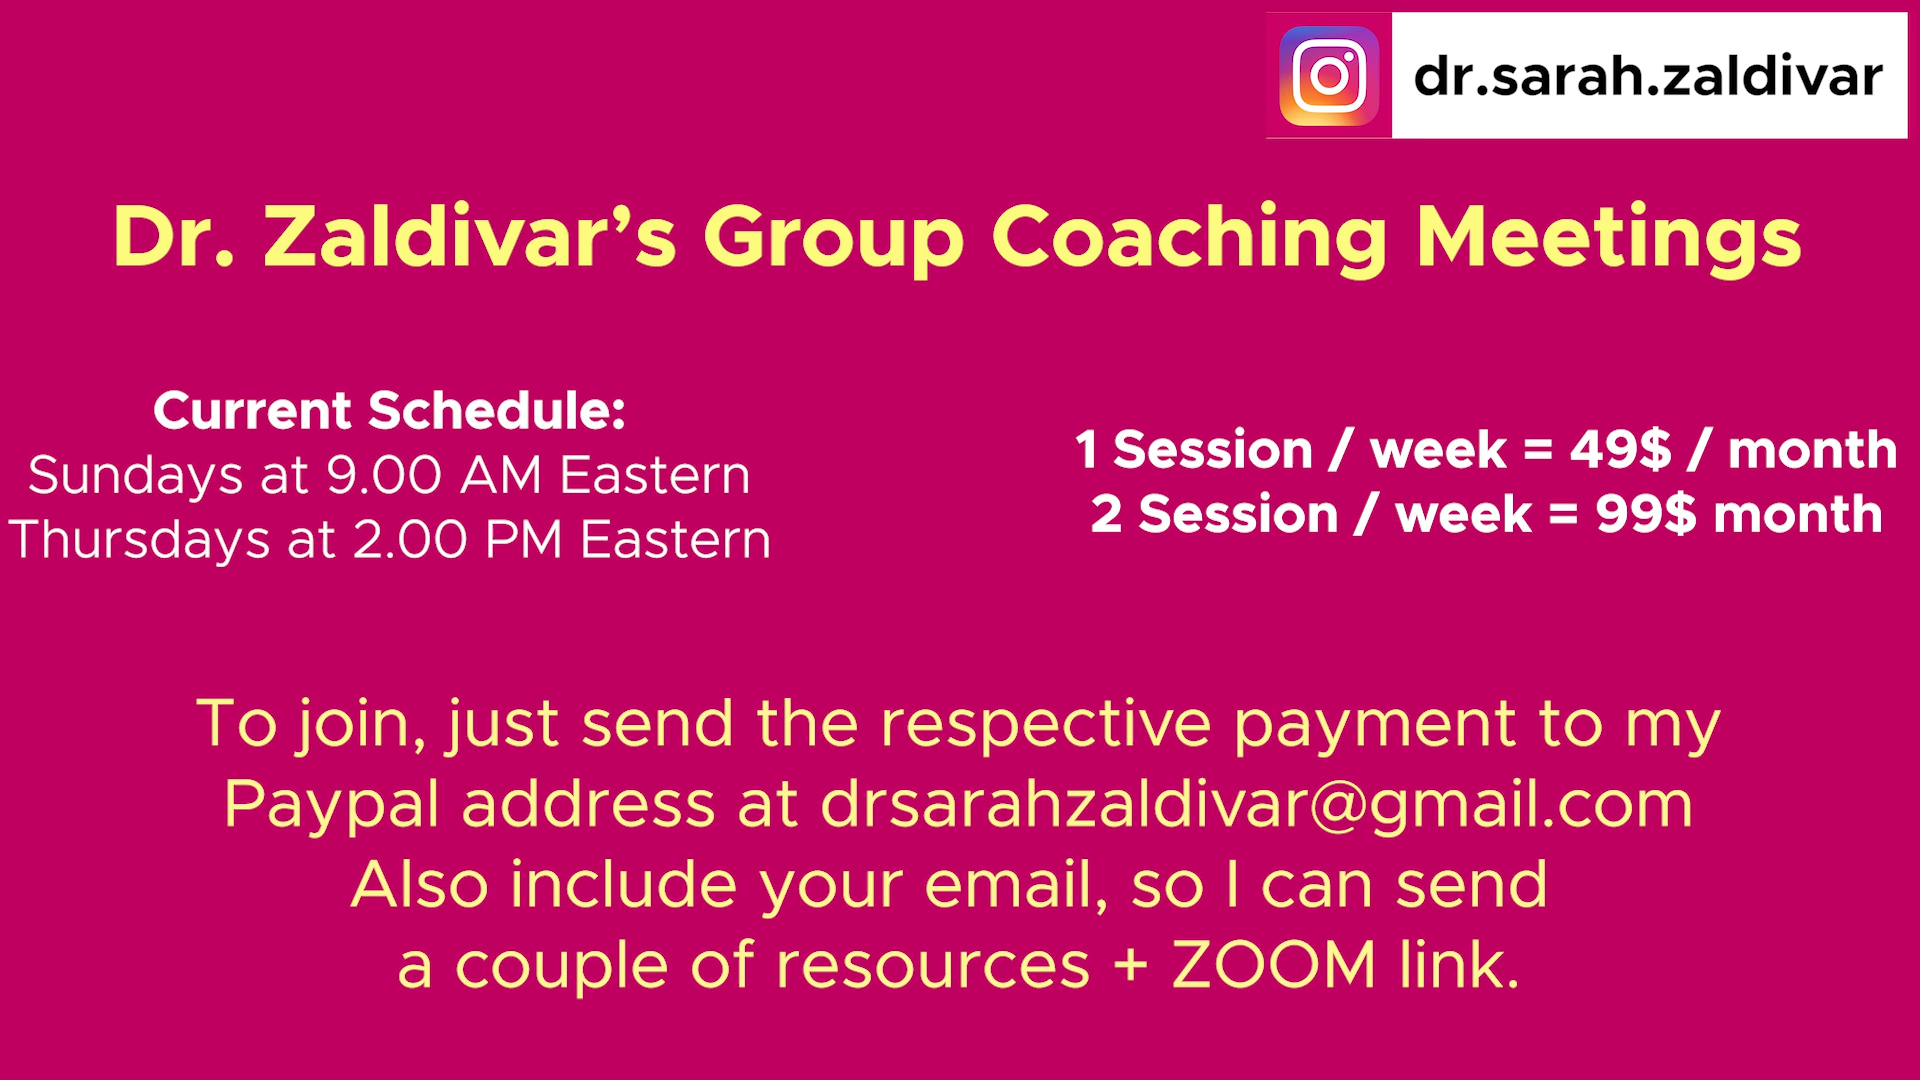 dr.sarah.zaldivar
Dr. Zaldivar’s Group Coaching Meetings
Current Schedule:
Sundays at 9.00 AM Eastern
Thursdays at 2.00 PM Eastern
1 Session / week = 49$ / month
2 Session / week = 99$ month
To join, just send the respective payment to my
Paypal address at drsarahzaldivar@gmail.com
Also include your email, so I can send
a couple of resources + ZOOM link.